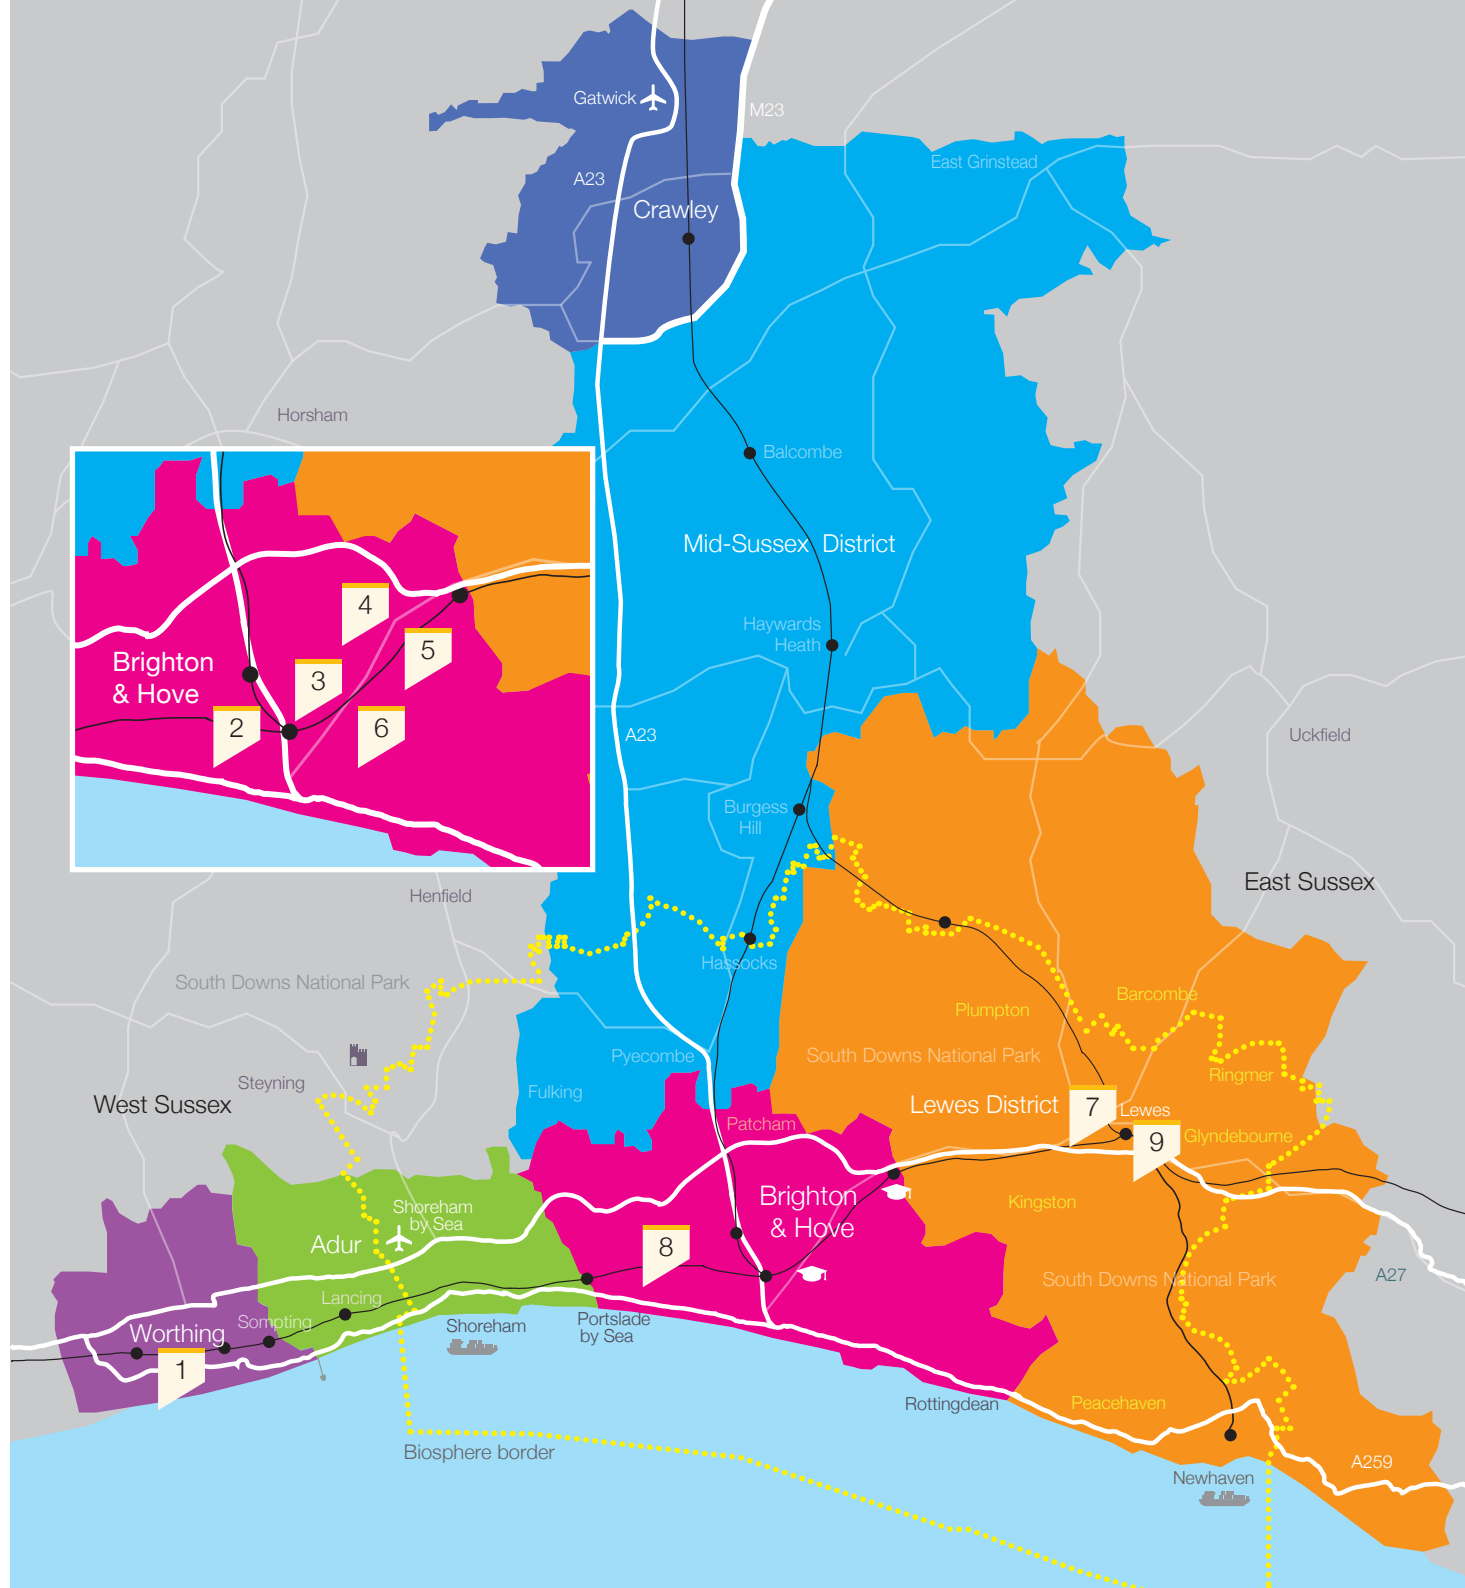 Gatwick
M23
East Grinstead
A23
Crawley
Horsham
Balcombe
Mid-Sussex District
4
Haywards
Heath
5
Brighton
& Hove
3
2
6
A23
Uckfield
Burgess
Hill
East Sussex
Henfield
Hassocks
South Downs National Park
Barcombe
Plumpton
Pyecombe
South Downs National Park
Steyning
Ringmer
Fulking
West Sussex
Lewes District
7
Lewes
Patcham
9
Glyndebourne
Shoreham
by Sea
Brighton
& Hove
Kingston
Adur
8
South Downs National Park
A27
Lancing
Sompting
Worthing
Shoreham
Portslade
by Sea
1
Rottingdean
Peacehaven
Biosphere border
A259
Newhaven